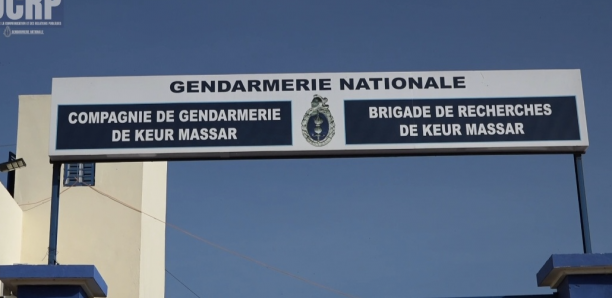 GENDARMERIE NATIONALE
COMPAGNIE DE GENDARMERIE
DE KEUR MASSAR
BRIGADE DE RECHERCHES
DE KEUR MASSAR